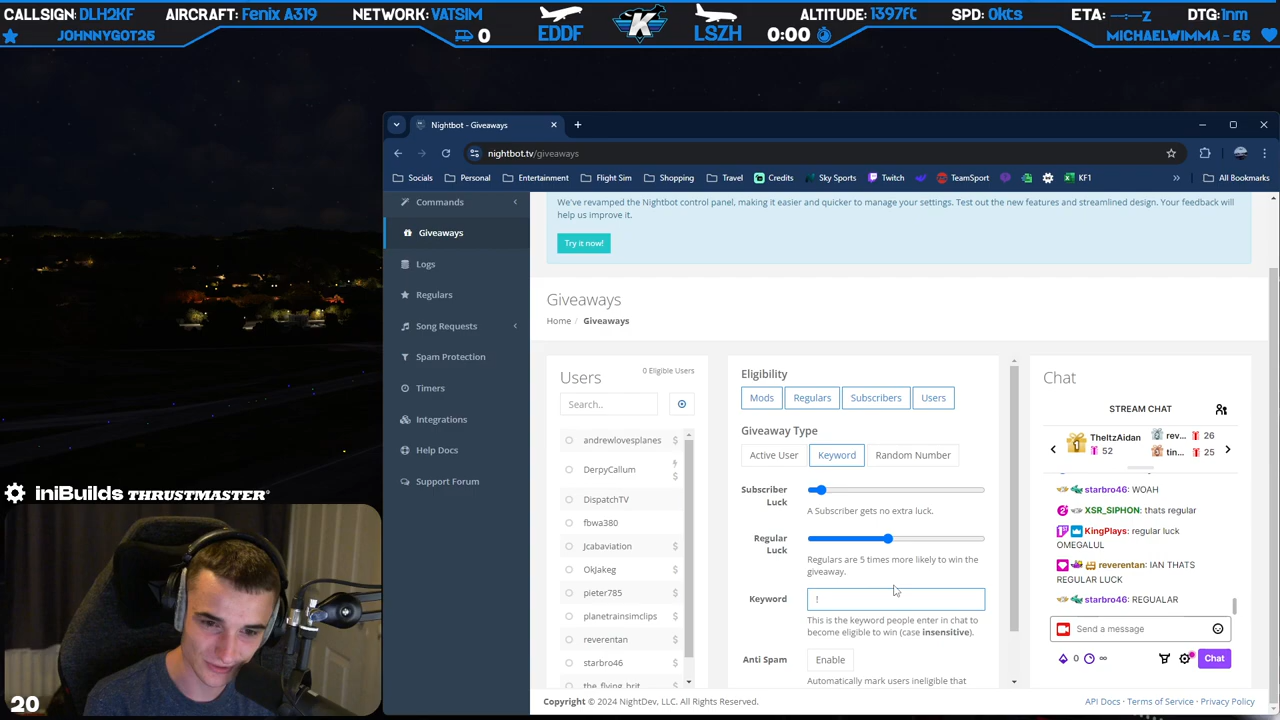 CALLSIGN: DLH2KF AIRCRAFT: Fenix A319 NETWORK: VATSIM ALTITUDE: 1397ft SPD: 0kts ETA: --:--z DTG: 1nm
JOHNNYGOT25 0 EDDF K LSZH 0:00 MICHAELWIMMA - E5
Nightbot - Giveaways
nightbot.tv/giveaways
Socials Personal Entertainment Flight Sim Shopping Travel Credits Sky Sports Twitch TeamSport KF1 » All Bookmarks
Commands
Giveaways
Logs
Regulars
Song Requests
Spam Protection
Timers
Integrations
Help Docs
Support Forum
We've revamped the Nightbot control panel, making it easier and quicker to manage your settings. Test out the new features and streamlined design. Your feedback will
help us improve it.
Try it now!
Giveaways
Home / Giveaways
Users
0 Eligible Users
Search..
andrewlovesplanes $
DerpyCallum $
DispatchTV
fbwa380
Jcabaviation $
OkJakeg $
pieter785 $
planetrainsimclips $
reverentan $
starbro46 $
the_flying_brit $
Eligibility
Mods Regulars Subscribers Users
Giveaway Type
Active User Keyword Random Number
Subscriber
Luck
A Subscriber gets no extra luck.
Regular
Luck
Regulars are 5 times more likely to win the
giveaway.
Keyword
!
This is the keyword people enter in chat to
become eligible to win (case insensitive).
Anti Spam
Enable
Automatically mark users ineligible that
Chat
STREAM CHAT
TheItzAidan
52
rev... 26
tin... 25
starbro46: WOAH
XSR_SIPHON: thats regular
KingPlays: regular luck
OMEGALUL
reverentan: IAN THATS
REGULAR LUCK
starbro46: REGUALAR
Send a message
0 ∞ Chat
Copyright © 2024 NightDev, LLC, All Rights Reserved.
API Docs · Terms of Service · Privacy Policy
iniBuilds THRUSTMASTER®
20